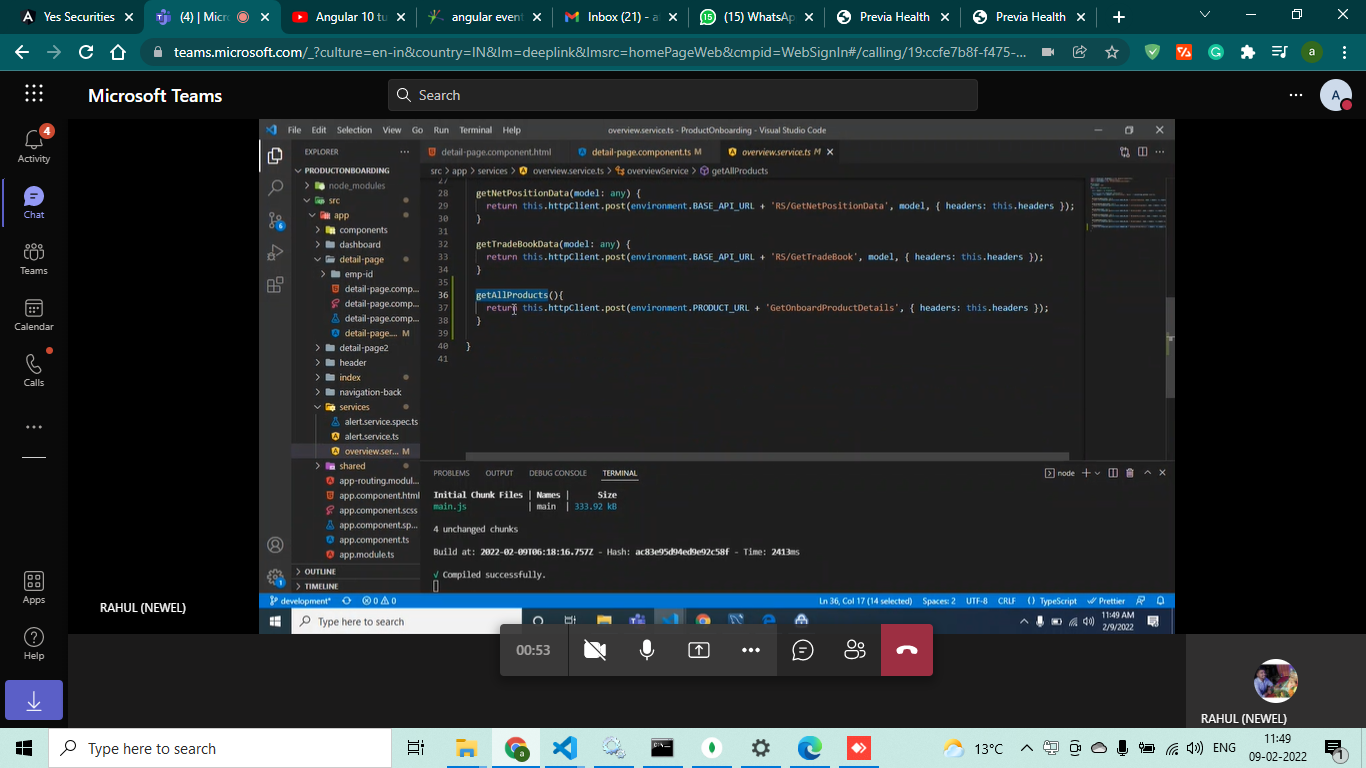 Yes Securities
(4) | Micr
Angular 10 tu
angular event
Inbox (21) - a
(15) WhatsAp
Previa Health
Previa Health
teams.microsoft.com/_?culture=en-in&country=IN&lm=deeplink&lmsrc=homePageWeb&cmpid=WebSignIn#/calling/19:ccfe7b8f-f475-...
a
Microsoft Teams
Search
A
4
Activity
Chat
Teams
Calendar
Calls
Apps
Help
File Edit Selection View Go Run Terminal Help
overview.service.ts - ProductOnboarding - Visual Studio Code
EXPLORER
detail-page.component.html
detail-page.component.ts M
overview.service.ts M
PRODUCTONBOARDING
src > app > services > overview.service.ts > overviewService > getAllProducts
node_modules
src
app
components
dashboard
detail-page
emp-id
detail-page.comp...
detail-page.comp...
detail-page.comp...
detail-page.... M
detail-page2
header
index
navigation-back
services
alert.service.spec.ts
alert.service.ts
overview.ser... M
shared
app-routing.modul...
app.component.html
app.component.scss
app.component.sp...
app.component.ts
app.module.ts
OUTLINE
TIMELINE
27
28 getNetPositionData(model: any) {
29 return this.httpClient.post(environment.BASE_API_URL + 'RS/GetNetPositionData', model, { headers: this.headers });
30 }
31
32 getTradeBookData(model: any) {
33 return this.httpClient.post(environment.BASE_API_URL + 'RS/GetTradeBook', model, { headers: this.headers });
34 }
35
36 getAllProducts(){
37 return this.httpClient.post(environment.PRODUCT_URL + 'GetOnboardProductDetails', { headers: this.headers });
38 }
39
40 }
41
PROBLEMS OUTPUT DEBUG CONSOLE TERMINAL
node
Initial Chunk Files | Names | Size
main.js | main | 333.92 kB
4 unchanged chunks
Build at: 2022-02-09T06:18:16.757Z - Hash: ac83e95d94ed9e92c58f - Time: 2413ms
√ Compiled successfully.
6
1
development*
0 0
Ln 36, Col 17 (14 selected) Spaces: 2 UTF-8 CRLF {} TypeScript Prettier
Type here to search
11:49 AM
2/9/2022
RAHUL (NEWEL)
00:53
RAHUL (NEWEL)
Type here to search
a
13°C
ENG
11:49
09-02-2022
1